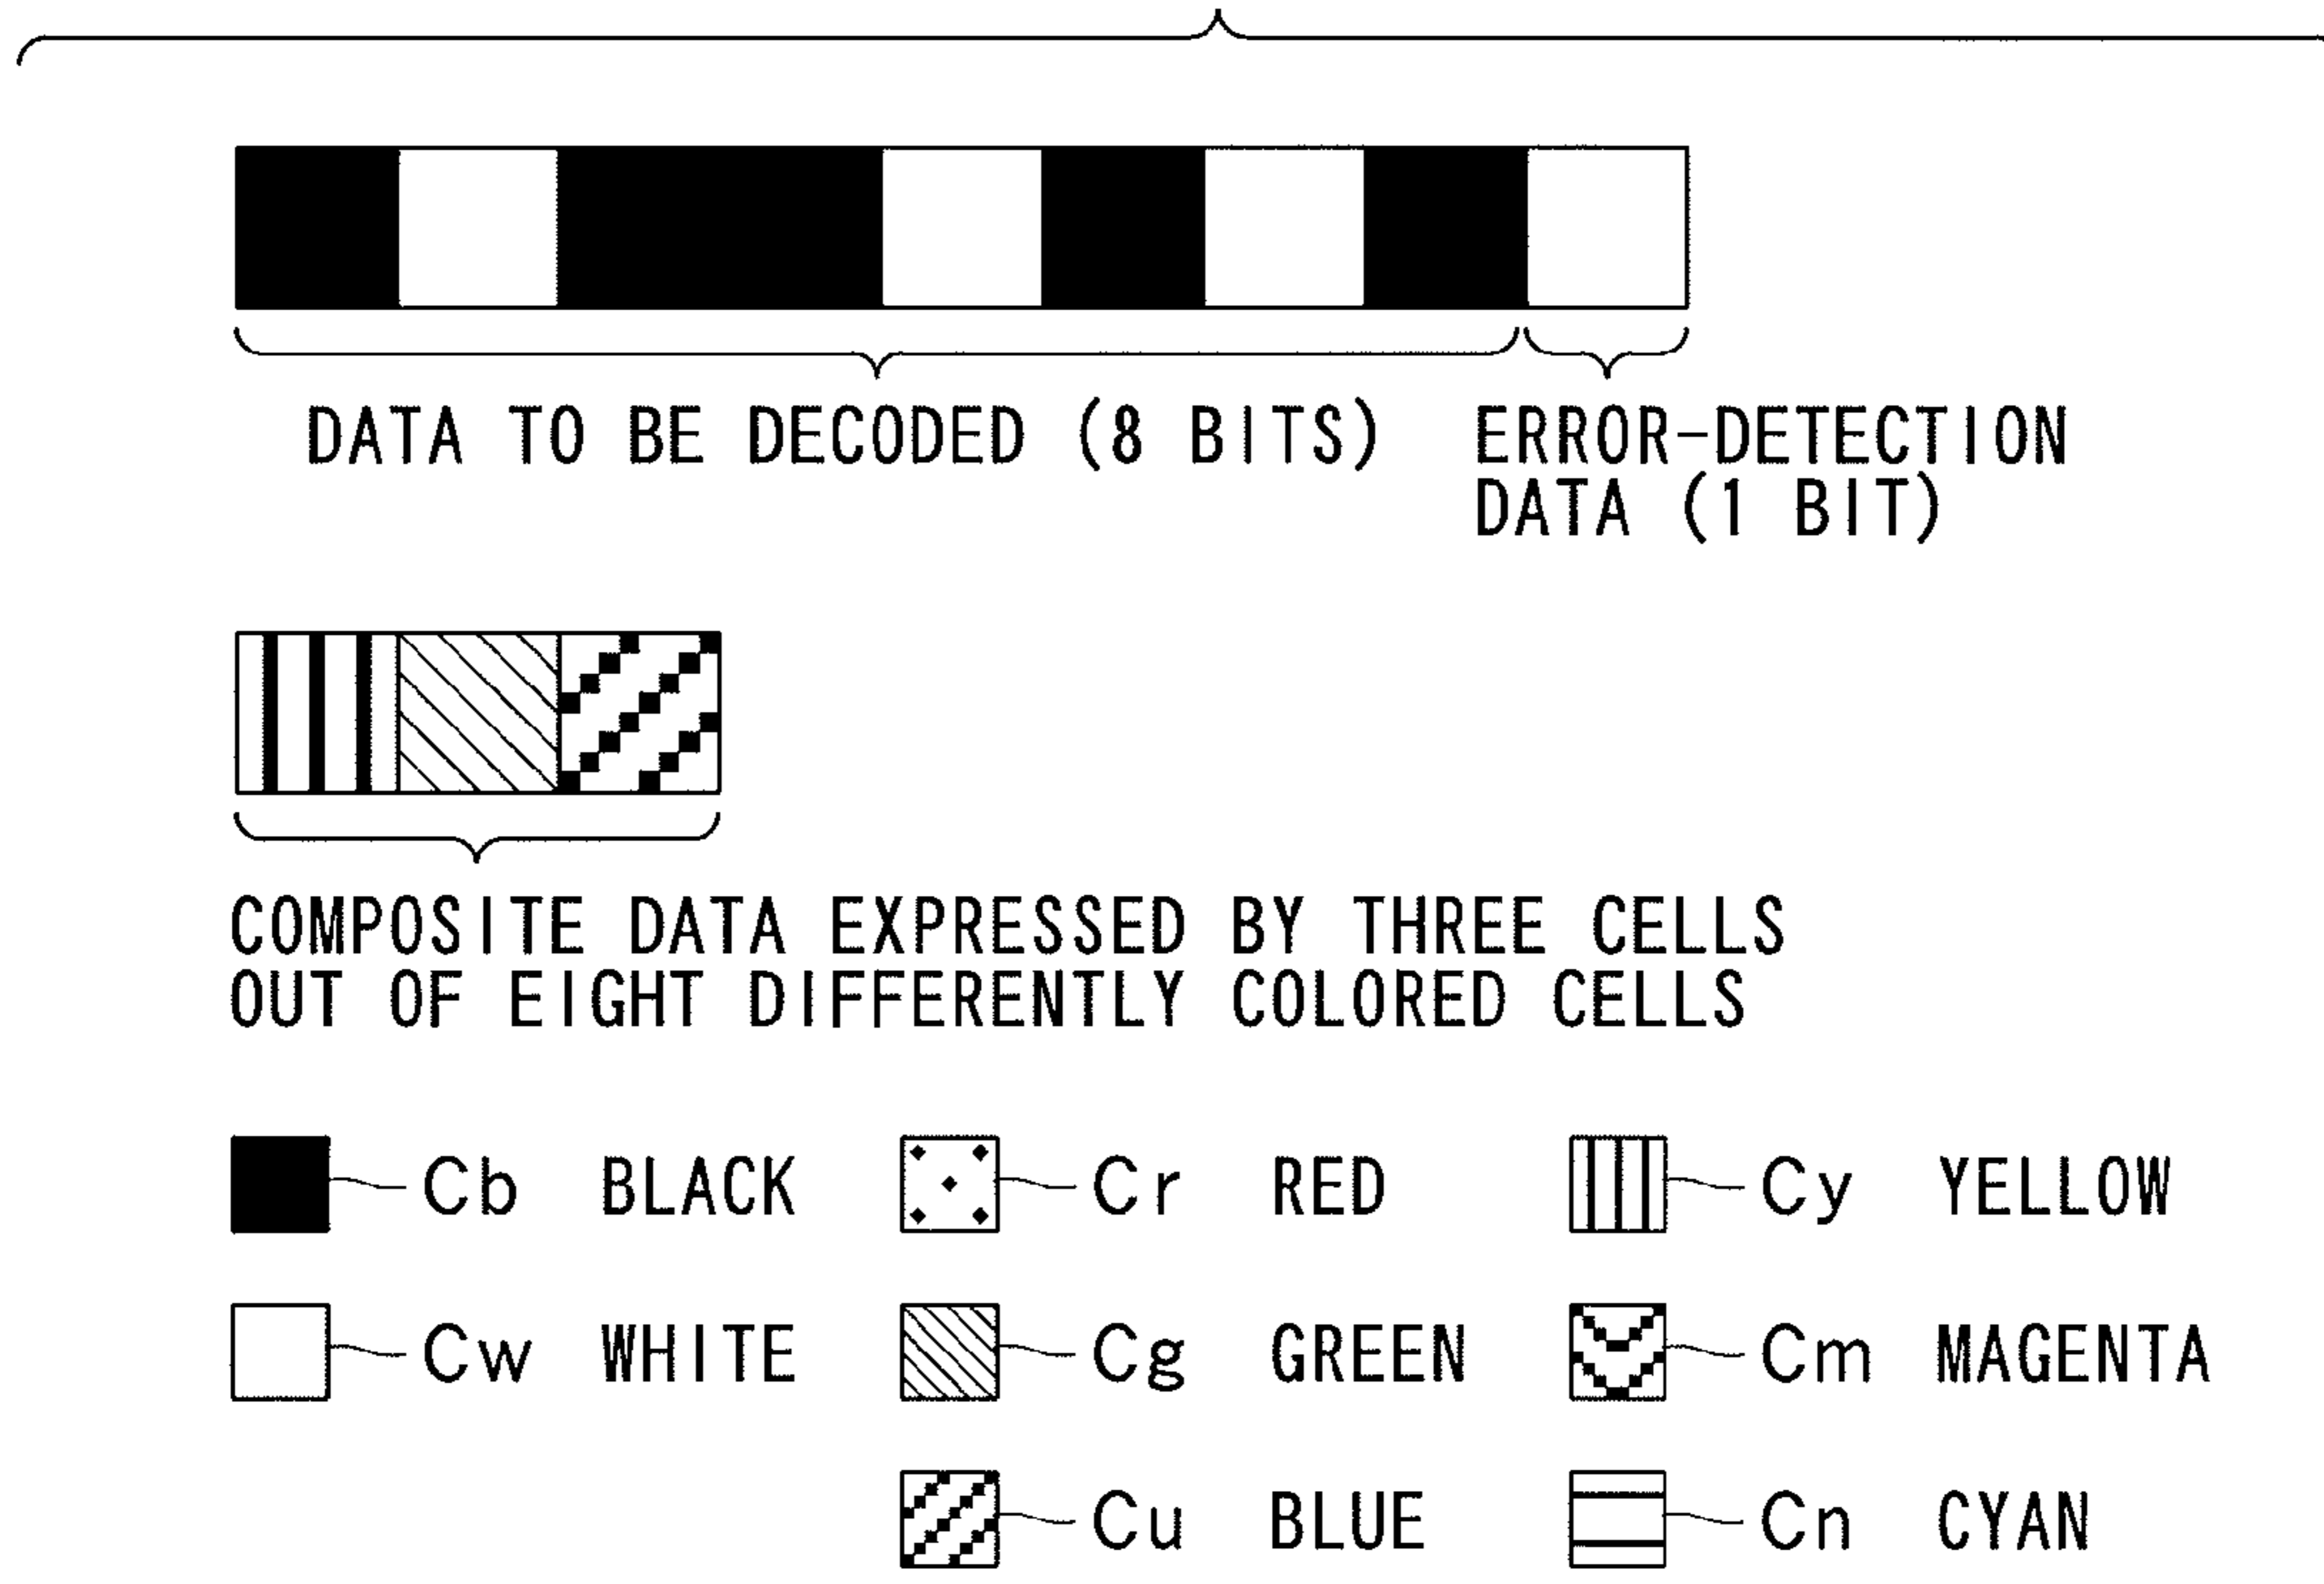 DATA TO BE DECODED (8 BITS)
ERROR-DETECTION
DATA (1 BIT)
COMPOSITE DATA EXPRESSED BY THREE CELLS
OUT OF EIGHT DIFFERENTLY COLORED CELLS
Cb BLACK
Cr RED
Cy YELLOW
Cw WHITE
Cg GREEN
Cm MAGENTA
Cu BLUE
Cn CYAN